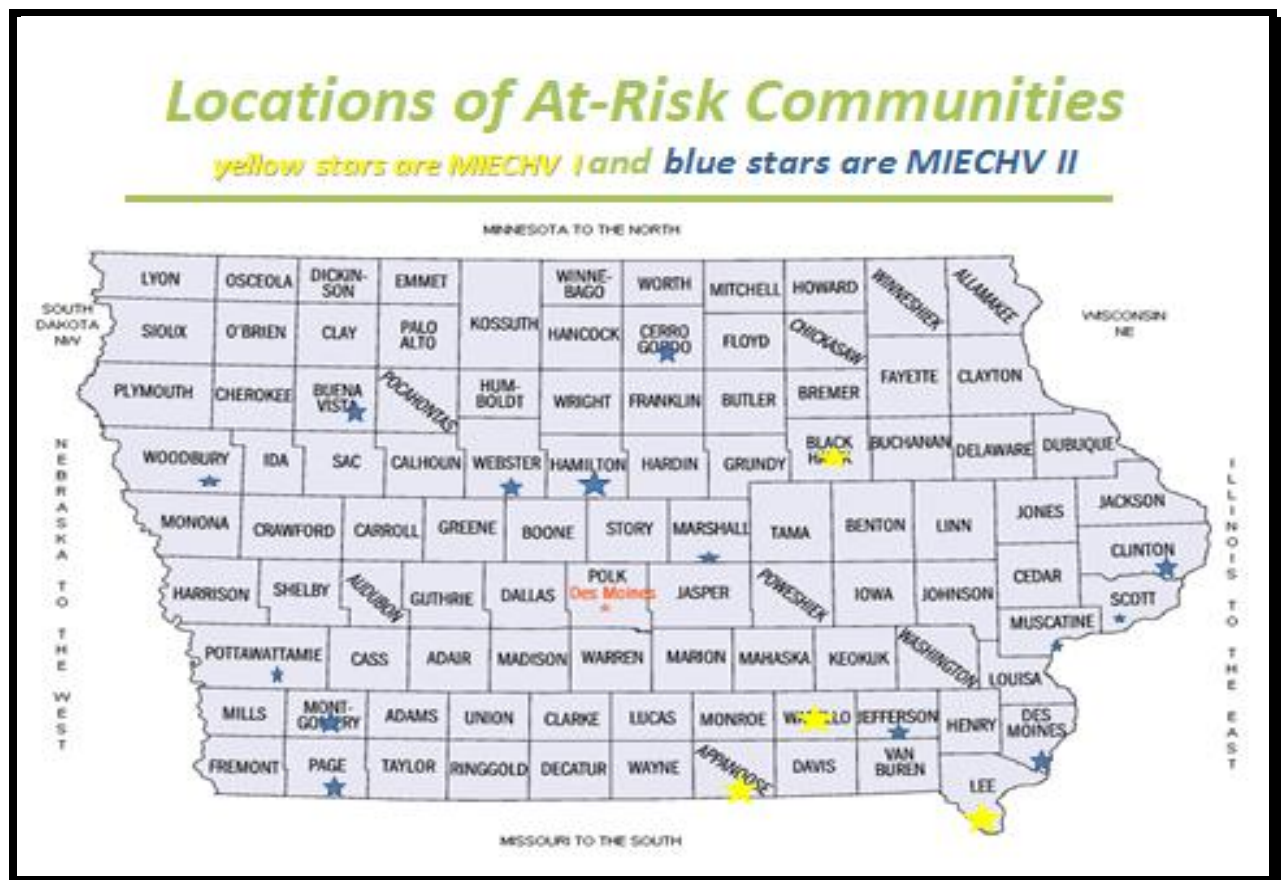 Locations of At-Risk Communities
yellow stars are MIECHV I and blue stars are MIECHV II
MINNESOTA TO THE NORTH
SOUTH
DAKOTA
NW
WISCONSIN
NE
NEBRASKA TO THE WEST
ILLINOIS TO THE EAST
LYON
OSCEOLA
DICKIN-
SON
EMMET
WINNE-
BAGO
WORTH
MITCHELL
HOWARD
WINNESHIEK
ALLAMAKEE
SIOUX
O'BRIEN
CLAY
PALO
ALTO
KOSSUTH
HANCOCK
CERRO
GORDO
FLOYD
CHICKASAW
PLYMOUTH
CHEROKEE
BUENA
VISTA
POCAHONTAS
HUM-
BOLDT
WRIGHT
FRANKLIN
BUTLER
BREMER
FAYETTE
CLAYTON
WOODBURY
IDA
SAC
CALHOUN
WEBSTER
HAMILTON
HARDIN
GRUNDY
BLACK
BUCHANAN
DELAWARE
DUBUQUE
MONONA
CRAWFORD
CARROLL
GREENE
BOONE
STORY
MARSHALL
TAMA
BENTON
LINN
JONES
JACKSON
CLINTON
HARRISON
SHELBY
AUDUBON
GUTHRIE
DALLAS
POLK
Des Moines
JASPER
POWESHIEK
IOWA
JOHNSON
CEDAR
SCOTT
MUSCATINE
POTTAWATTAMIE
CASS
ADAIR
MADISON
WARREN
MARION
MAHASKA
KEOKUK
WASHINGTON
LOUISA
MILLS
MONT-
GOMERY
ADAMS
UNION
CLARKE
LUCAS
MONROE
JEFFERSON
HENRY
DES
MOINES
FREMONT
PAGE
TAYLOR
RINGGOLD
DECATUR
WAYNE
APPANOOSE
DAVIS
VAN
BUREN
LEE
MISSOURI TO THE SOUTH